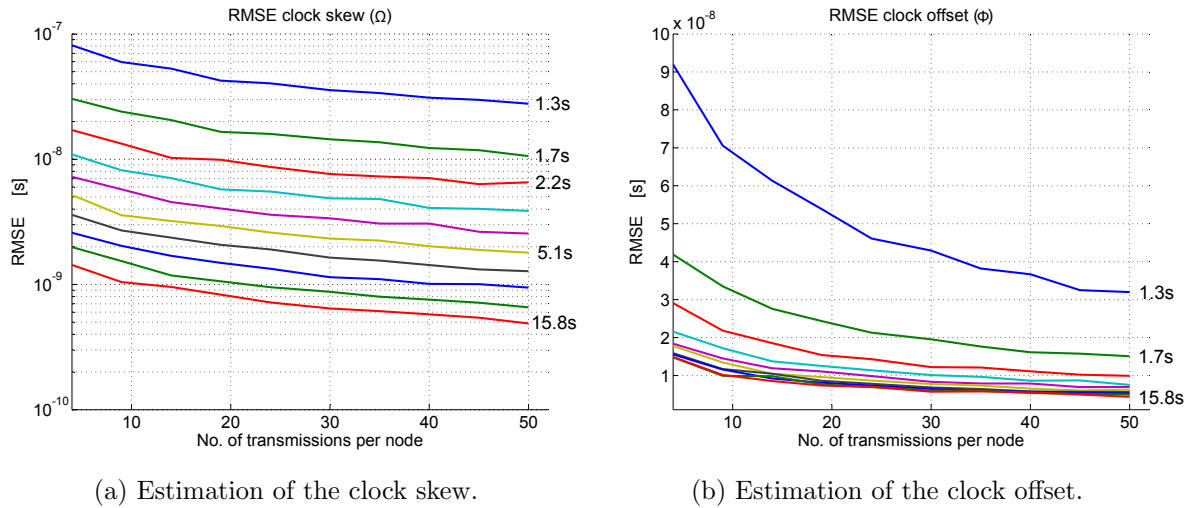 RMSE clock skew (Ω)
10⁻⁷
10⁻⁸
10⁻⁹
10⁻¹⁰
RMSE [s]
1.3s
1.7s
2.2s
5.1s
15.8s
10 20 30 40 50
No. of transmissions per node
(a) Estimation of the clock skew.
RMSE clock offset (Φ)
x 10⁻⁸
10
9
8
7
6
5
4
3
2
1
RMSE [s]
1.3s
1.7s
15.8s
10 20 30 40 50
No. of transmissions per node
(b) Estimation of the clock offset.